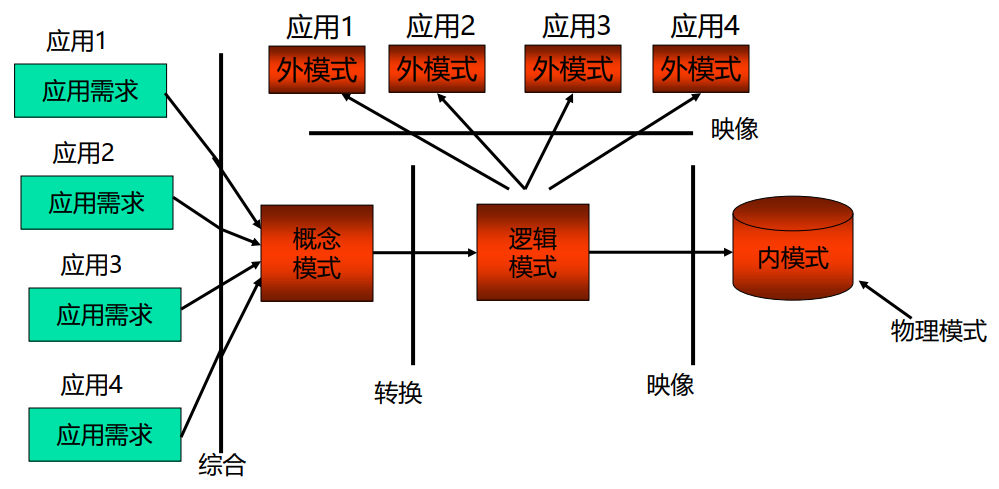 应用1
应用2
应用3
应用4
外模式
外模式
外模式
外模式
映像
应用1
应用需求
应用2
应用需求
应用3
应用需求
应用4
应用需求
综合
概念
模式
转换
逻辑
模式
映像
内模式
物理模式